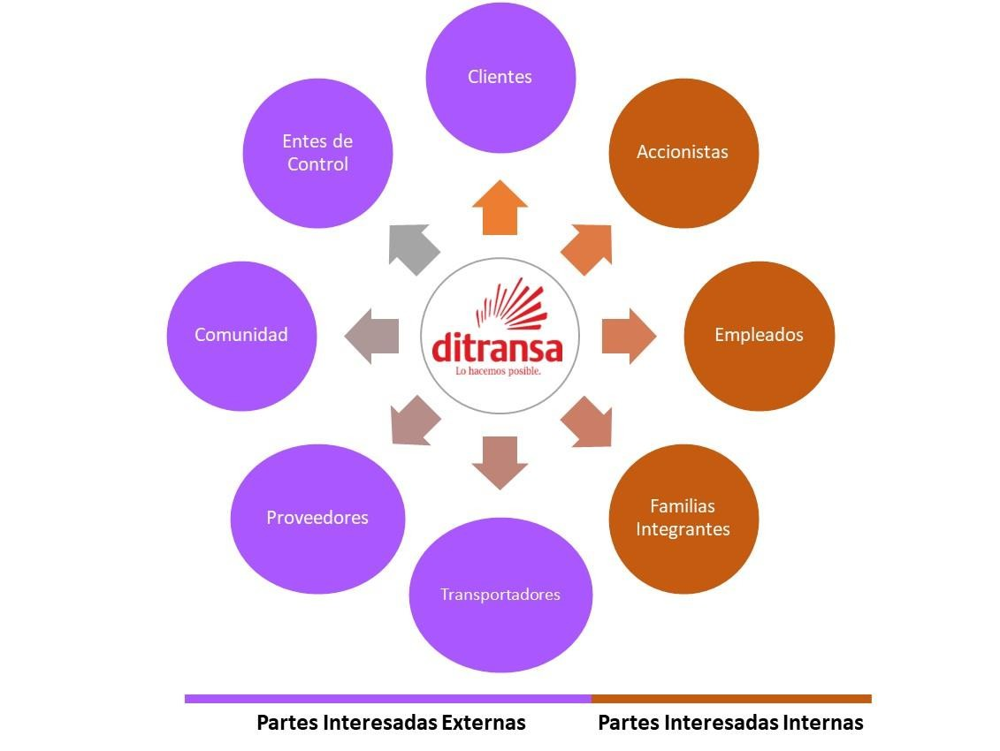 Clientes
Entes de
Control
Accionistas
Comunidad
ditransa
Lo hacemos posible.
Empleados
Proveedores
Familias
Integrantes
Transportadores
Partes Interesadas Externas
Partes Interesadas Internas